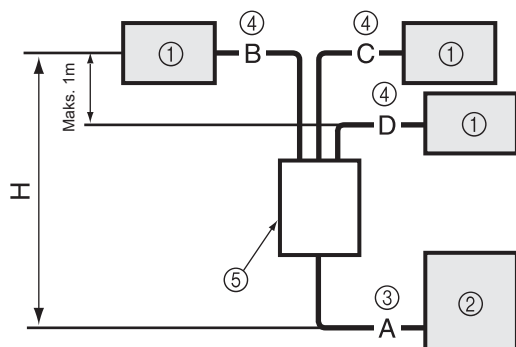 ④ ④
① B C ①
④
Maks. 1m
D ①
H
⑤
③
A ②